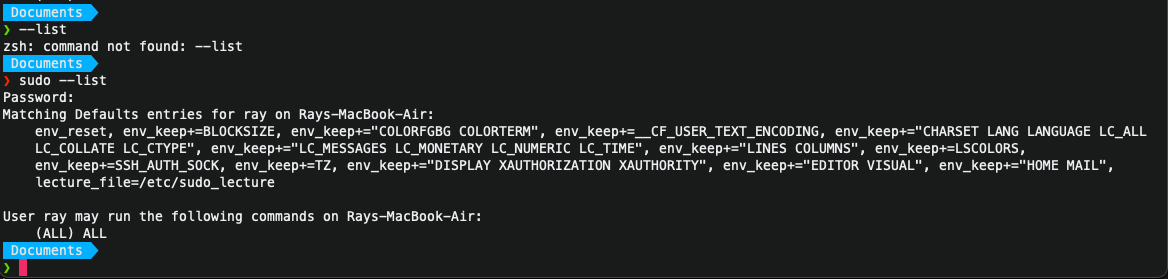 Documents
❯ --list
zsh: command not found: --list
Documents
❯ sudo --list
Password:
Matching Defaults entries for ray on Rays-MacBook-Air:
    env_reset, env_keep+=BLOCKSIZE, env_keep+="COLORFGBG COLORTERM", env_keep+=__CF_USER_TEXT_ENCODING, env_keep+="CHARSET LANG LANGUAGE LC_ALL
    LC_COLLATE LC_CTYPE", env_keep+="LC_MESSAGES LC_MONETARY LC_NUMERIC LC_TIME", env_keep+="LINES COLUMNS", env_keep+=LSCOLORS,
    env_keep+=SSH_AUTH_SOCK, env_keep+=TZ, env_keep+="DISPLAY XAUTHORIZATION XAUTHORITY", env_keep+="EDITOR VISUAL", env_keep+="HOME MAIL",
    lecture_file=/etc/sudo_lecture

User ray may run the following commands on Rays-MacBook-Air:
    (ALL) ALL
Documents
❯